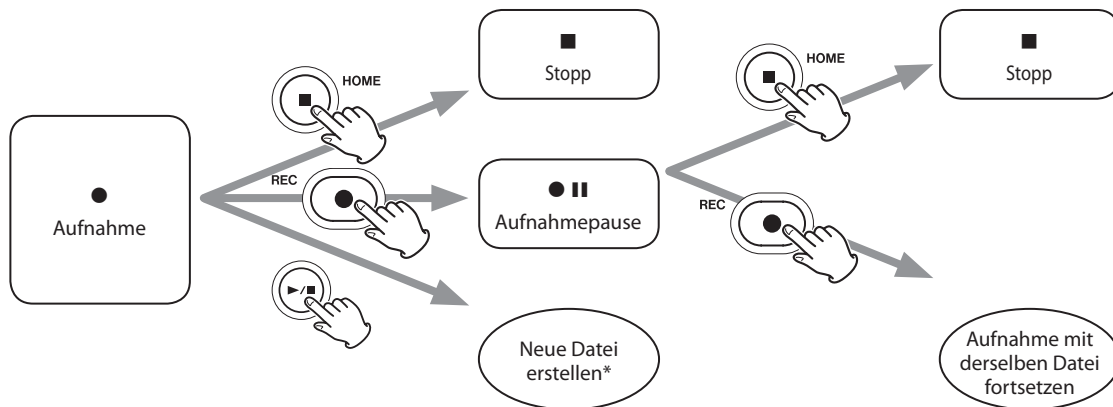 HOME
Stopp
HOME
Stopp
Aufnahme
REC
Aufnahmepause
REC
Neue Datei
erstellen*
Aufnahme mit
derselben Datei
fortsetzen